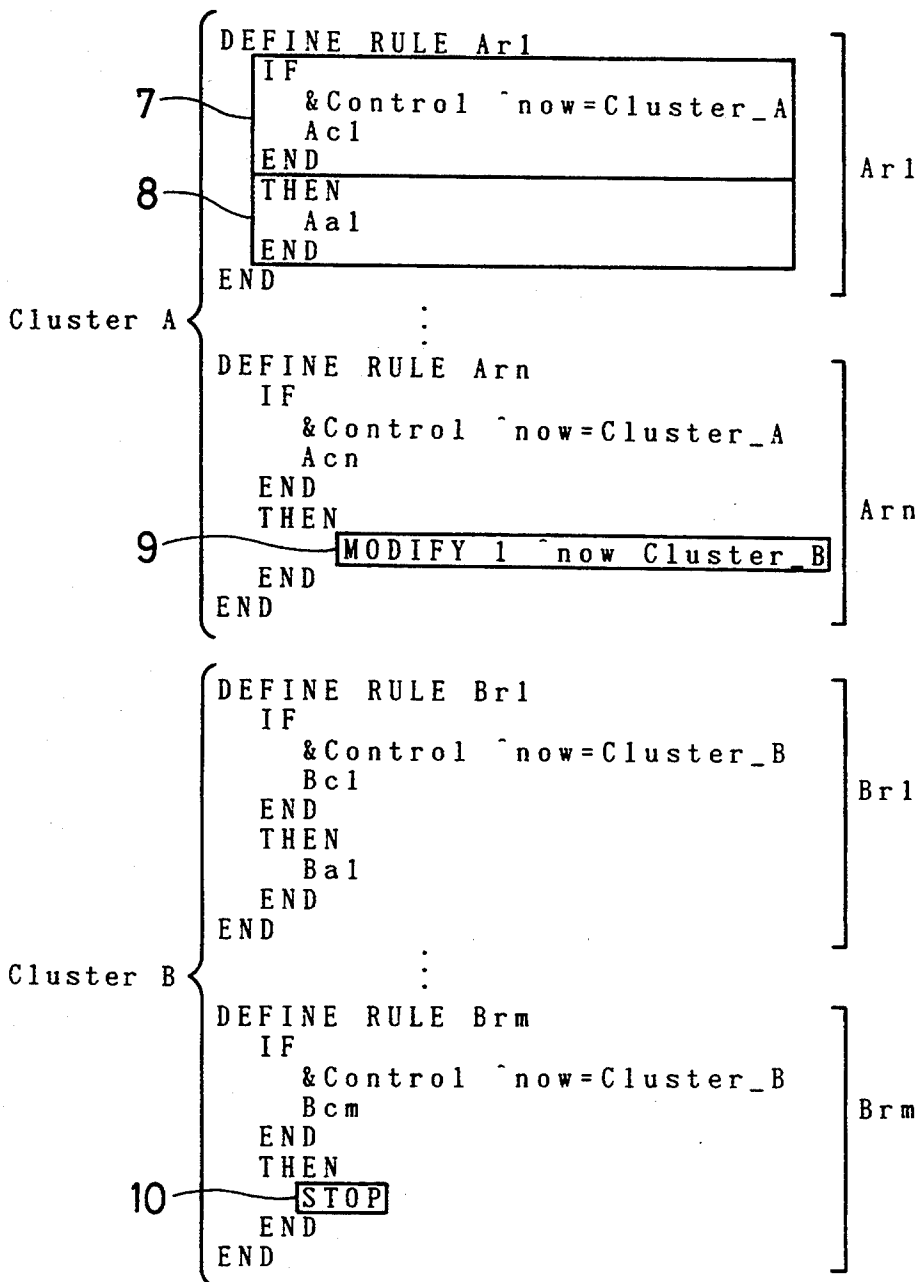 DEFINE RULE Ar1
IF
7
&Control ^now=Cluster_A
Ac1
END
Ar1
8
THEN
Aa1
END
END
Cluster A
⋮
DEFINE RULE Arn
IF
&Control ^now=Cluster_A
Acn
END
THEN
Arn
9
MODIFY 1 ^now Cluster_B
END
END
DEFINE RULE Br1
IF
&Control ^now=Cluster_B
Bc1
Br1
END
THEN
Ba1
END
END
Cluster B
⋮
DEFINE RULE Brm
IF
&Control ^now=Cluster_B
Bcm
Brm
END
THEN
10
STOP
END
END